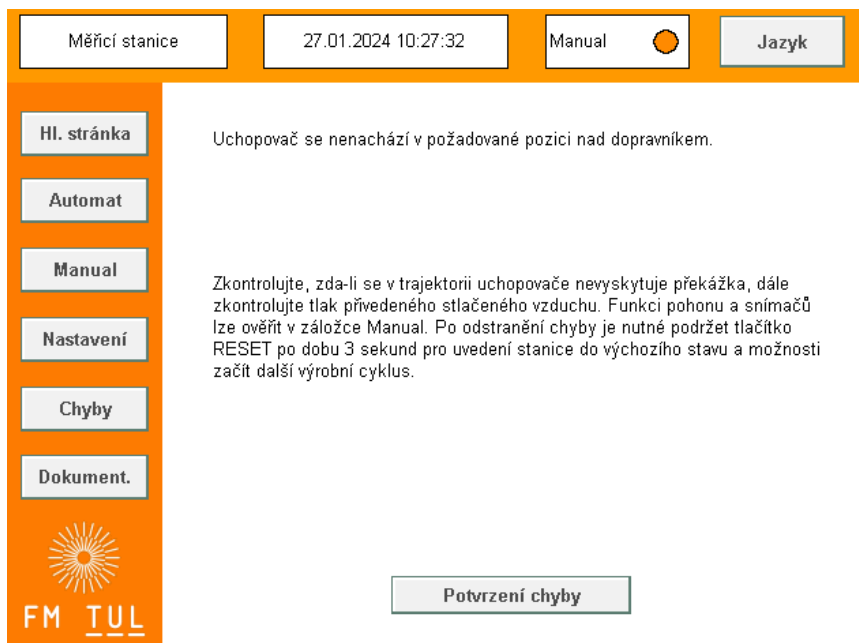 Měřicí stanice
27.01.2024 10:27:32
Manual
Jazyk
Hl. stránka
Automat
Manual
Nastavení
Chyby
Dokument.
Uchopovač se nenachází v požadované pozici nad dopravníkem.
Zkontrolujte, zda-li se v trajektorii uchopovače nevyskytuje překážka, dále
zkontrolujte tlak přivedeného stlačeného vzduchu. Funkci pohonu a snímačů
lze ověřit v záložce Manual. Po odstranění chyby je nutné podržet tlačítko
RESET po dobu 3 sekund pro uvedení stanice do výchozího stavu a možnosti
začít další výrobní cyklus.
Potvrzení chyby
FM TUL